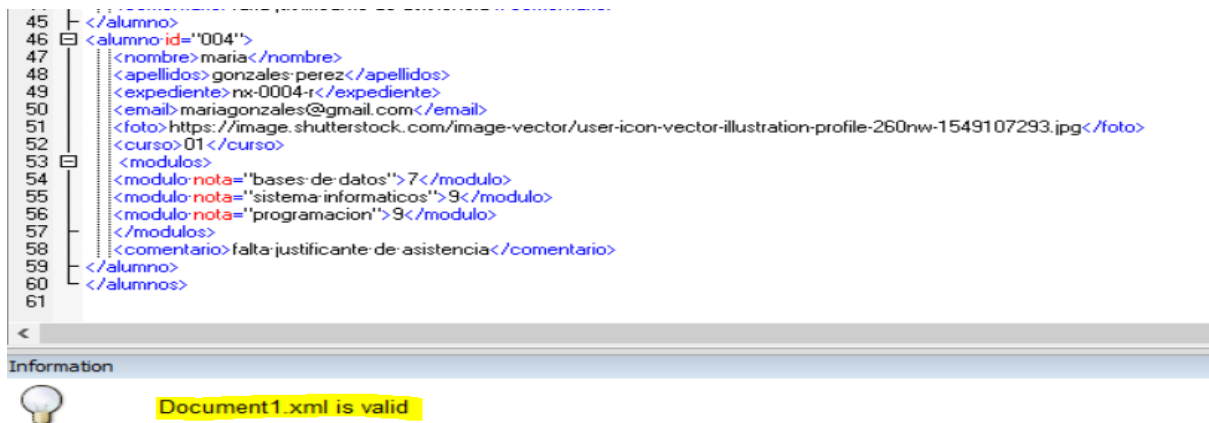 45 </alumno>
46 <alumno id="004">
47 <nombre>maria</nombre>
48 <apellidos>gonzales perez</apellidos>
49 <expediente>nx-0004-r</expediente>
50 <email>mariagonzales@gmail.com</email>
51 <foto>https://image.shutterstock.com/image-vector/user-icon-vector-illustration-profile-260nw-1549107293.jpg</foto>
52 <curso>01</curso>
53 <modulos>
54 <modulo nota="bases de datos">7</modulo>
55 <modulo nota="sistema informaticos">9</modulo>
56 <modulo nota="programacion">9</modulo>
57 </modulos>
58 <comentario>falta justificante de asistencia</comentario>
59 </alumno>
60 </alumnos>
61
Information
Document1.xml is valid